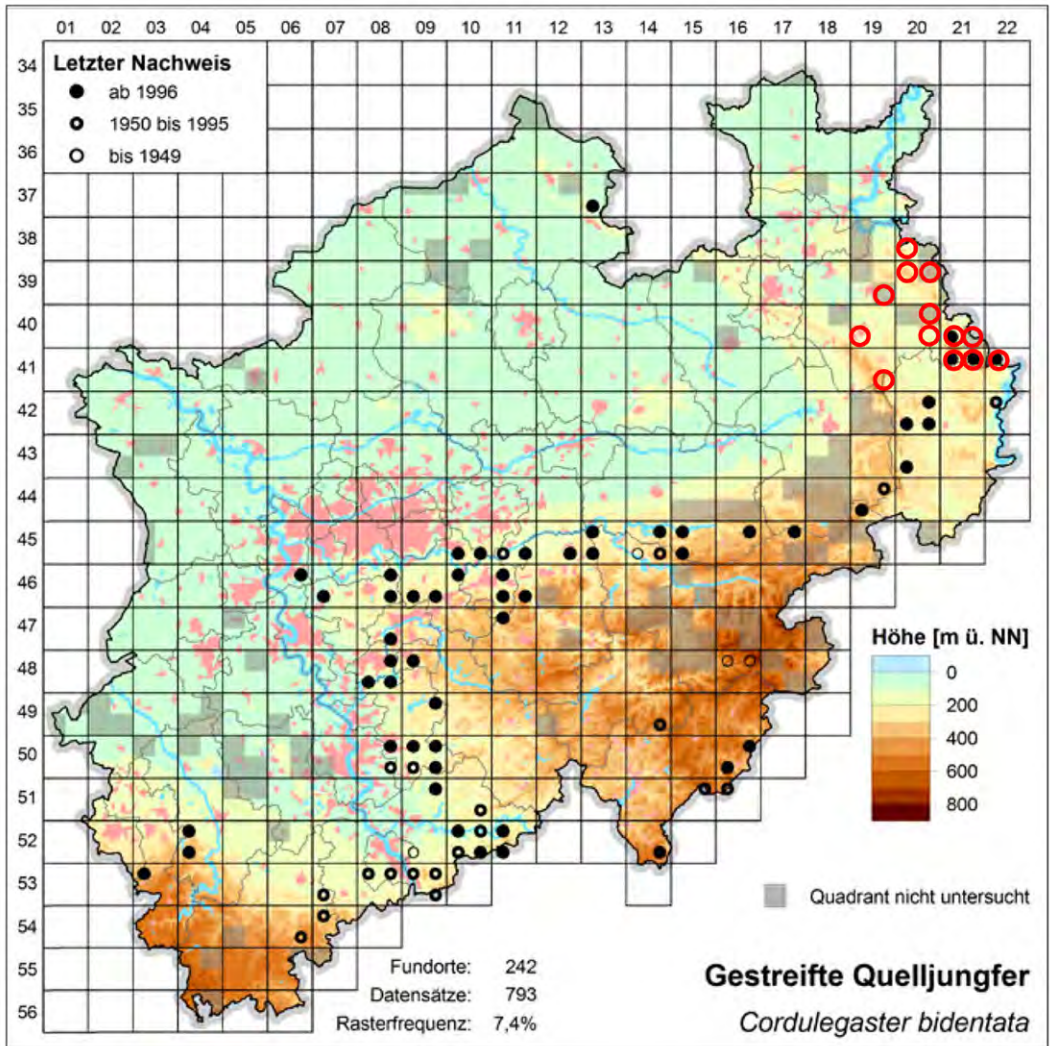 01 02 03 04 05 06 07 08 09 10 11 12 13 14 15 16 17 18 19 20 21 22
34
35
36
37
38
39
40
41
42
43
44
45
46
47
48
49
50
51
52
53
54
55
56
Letzter Nachweis
ab 1996
1950 bis 1995
bis 1949
Höhe [m ü. NN]
0
200
400
600
800
Quadrant nicht untersucht
Fundorte: 242
Datensätze: 793
Rasterfrequenz: 7,4%
Gestreifte Quelljungfer
Cordulegaster bidentata